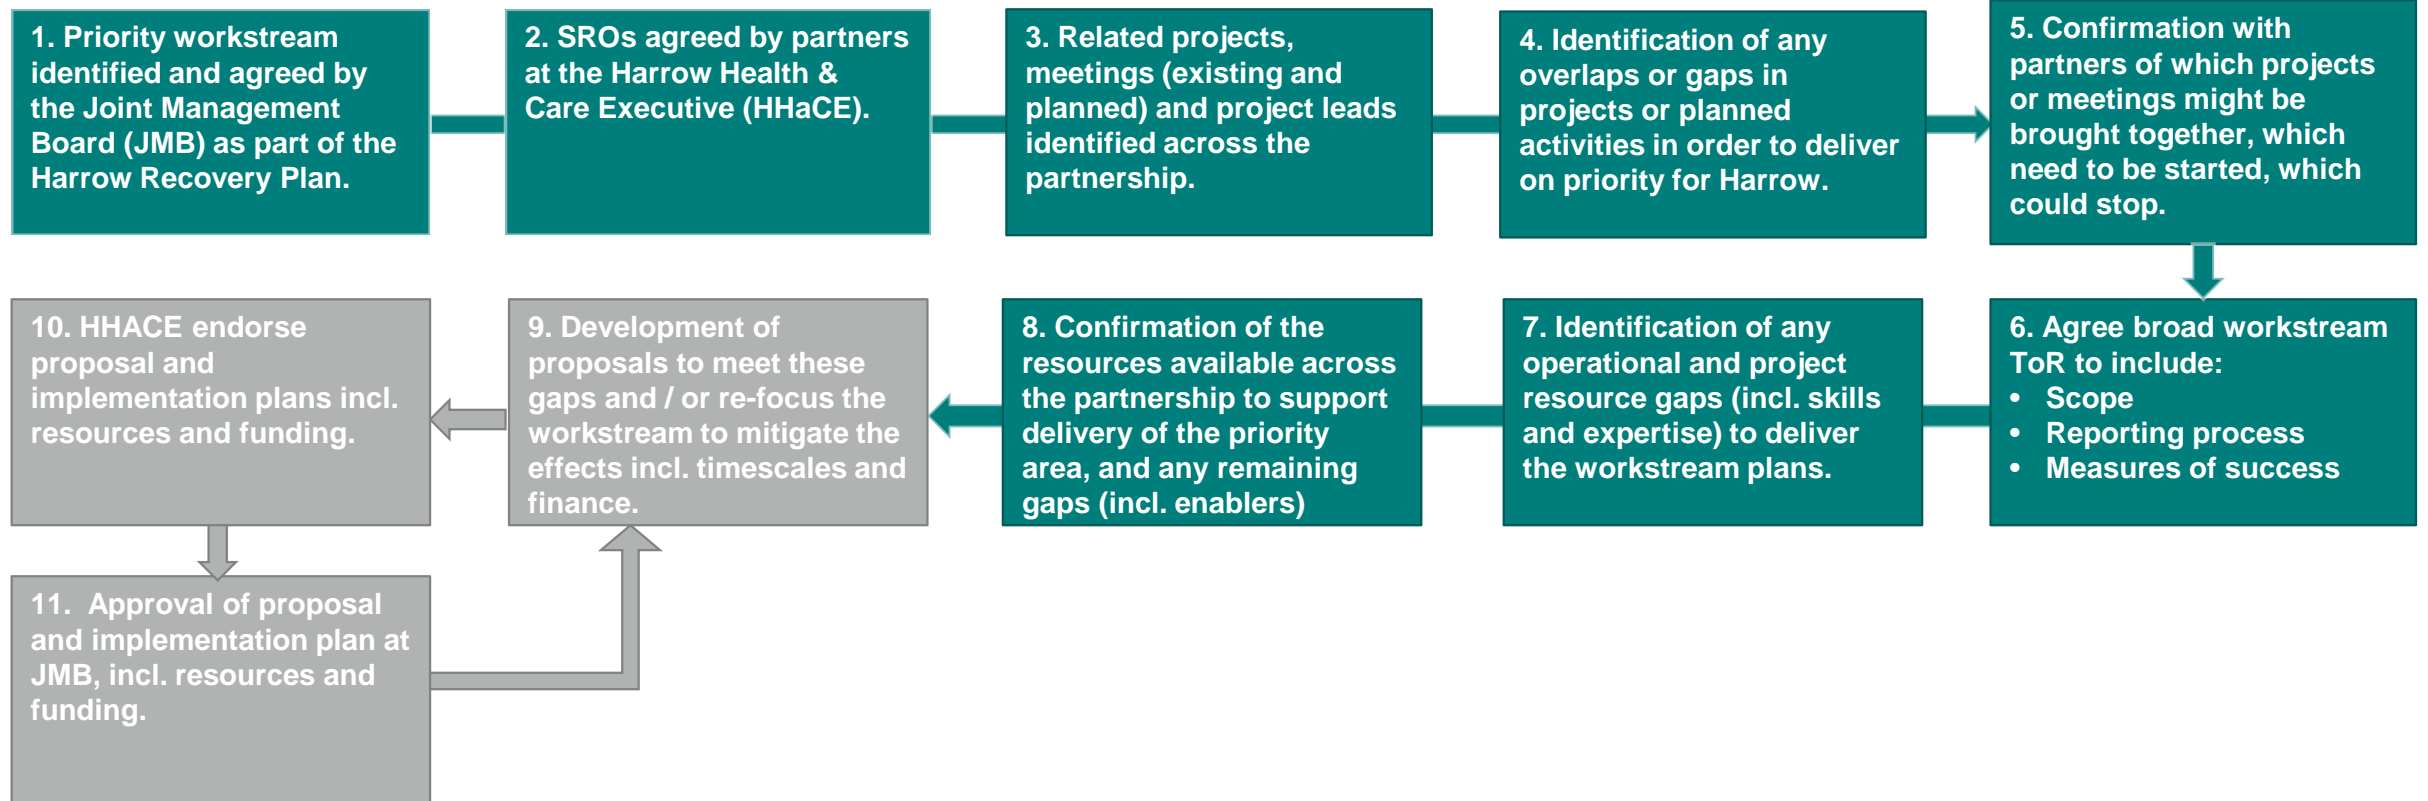 1. Priority workstream
identified and agreed by
the Joint Management
Board (JMB) as part of the
Harrow Recovery Plan.
2. SROs agreed by partners
at the Harrow Health &
Care Executive (HHaCE).
3. Related projects,
meetings (existing and
planned) and project leads
identified across the
partnership.
4. Identification of any
overlaps or gaps in
projects or planned
activities in order to deliver
on priority for Harrow.
5. Confirmation with
partners of which projects
or meetings might be
brought together, which
need to be started, which
could stop.
6. Agree broad workstream
ToR to include:
• Scope
• Reporting process
• Measures of success
7. Identification of any
operational and project
resource gaps (incl. skills
and expertise) to deliver
the workstream plans.
8. Confirmation of the
resources available across
the partnership to support
delivery of the priority
area, and any remaining
gaps (incl. enablers)
9. Development of
proposals to meet these
gaps and / or re-focus the
workstream to mitigate the
effects incl. timescales and
finance.
10. HHACE endorse
proposal and
implementation plans incl.
resources and funding.
11. Approval of proposal
and implementation plan at
JMB, incl. resources and
funding.